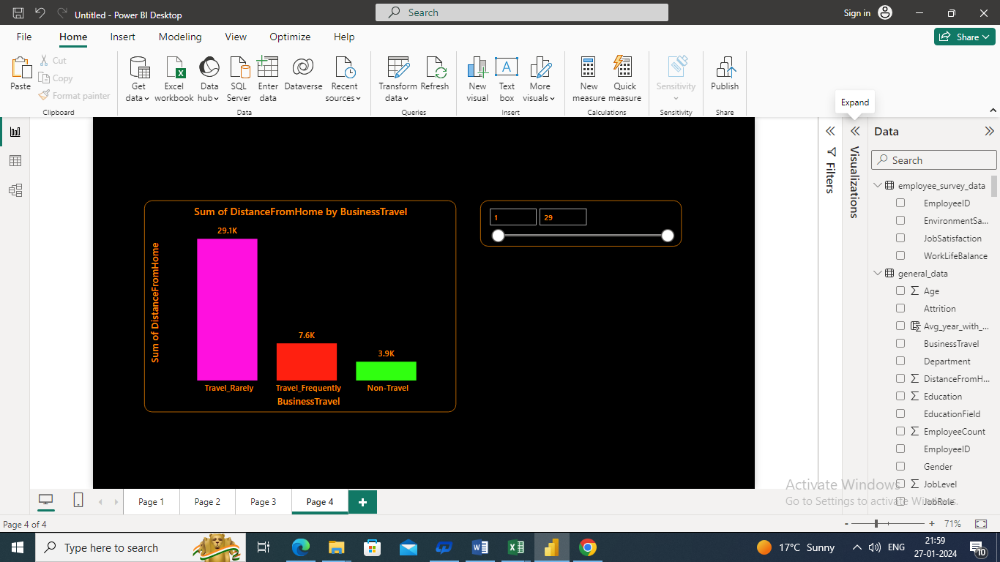 Untitled - Power BI Desktop
Search
Sign in
File Home Insert Modeling View Optimize Help
Share
Paste
Cut
Copy
Format painter
Clipboard
Get data
Excel workbook
Data hub
SQL Server
Enter data
Dataverse
Recent sources
Data
Transform data
Refresh
Queries
New visual
Text box
More visuals
Insert
New measure
Quick measure
Calculations
Sensitivity
Sensitivity
Publish
Share
Expand
Sum of DistanceFromHome by BusinessTravel
Sum of DistanceFromHome
29.1K
7.6K
3.9K
Travel_Rarely Travel_Frequently Non-Travel
BusinessTravel
1 29
Filters
Visualizations
Data
Search
employee_survey_data
EmployeeID
EnvironmentSa...
JobSatisfaction
WorkLifeBalance
general_data
Age
Attrition
Avg_year_with_...
BusinessTravel
Department
DistanceFromH...
Education
EducationField
EmployeeCount
EmployeeID
Gender
JobLevel
JobRole
Activate Windows
Go to Settings to activate Windows.
Page 1 Page 2 Page 3 Page 4 +
Page 4 of 4
- + 71%
Type here to search
17°C Sunny
ENG
21:59
27-01-2024
10